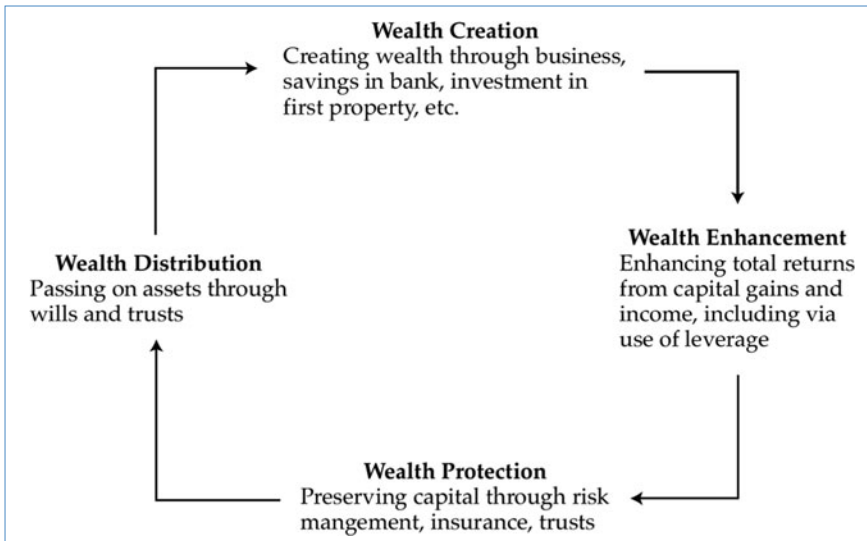 Wealth Creation
Creating wealth through business,
savings in bank, investment in
first property, etc.
Wealth Enhancement
Enhancing total returns
from capital gains and
income, including via
use of leverage
Wealth Protection
Preserving capital through risk
mangement, insurance, trusts
Wealth Distribution
Passing on assets through
wills and trusts